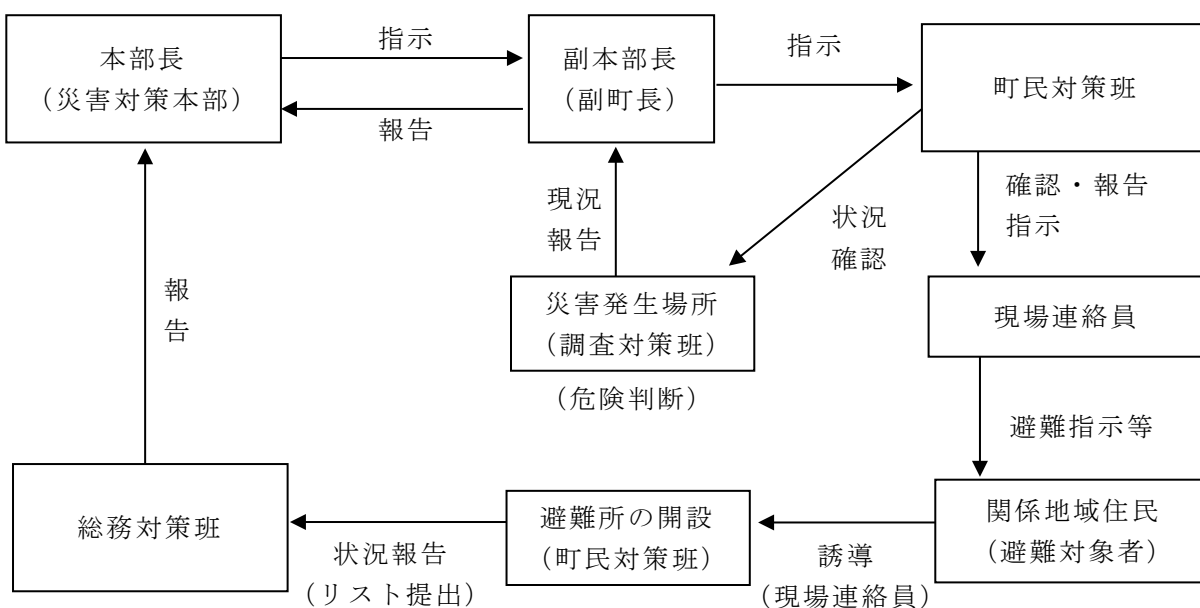 本部長
（災害対策本部）
指示
報告
副本部長
（副町長）
指示
町民対策班
現況
報告
状況
確認
確認・報告
指示
報
告
災害発生場所
（調査対策班）
（危険判断）
現場連絡員
避難指示等
総務対策班
状況報告
（リスト提出）
避難所の開設
（町民対策班）
誘導
（現場連絡員）
関係地域住民
（避難対象者）